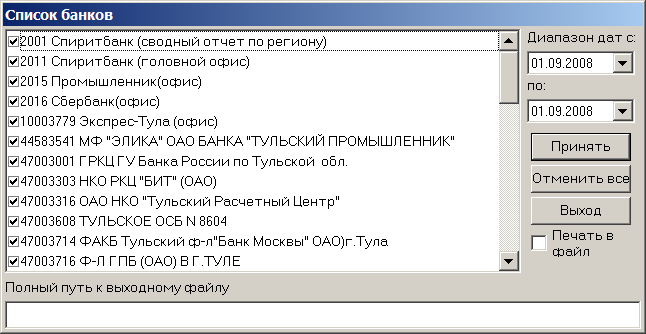 Список банков
2001 Спиритбанк (сводный отчет по региону)
2011 Спиритбанк (головной офис)
2015 Промышленник(офис)
2016 Сбербанк(офис)
10003779 Экспрес-Тула (офис)
44583541 МФ "ЭЛИКА" ОАО БАНКА "ТУЛЬСКИЙ ПРОМЫШЛЕННИК"
47003001 ГРКЦ ГУ Банка России по Тульской  обл.
47003303 НКО РКЦ "БИТ" (ОАО)
47003316 ОАО НКО "Тульский Расчетный Центр"
47003608 ТУЛЬСКОЕ ОСБ N 8604
47003714 ФАКБ Тульский ф-л"Банк Москвы" ОАО)г.Тула
47003716 Ф-Л ГПБ (ОАО) В Г.ТУЛЕ
Диапазон дат с:
01.09.2008
по:
01.09.2008
Принять
Отменить все
Выход
Печать в
файл
Полный путь к выходному файлу